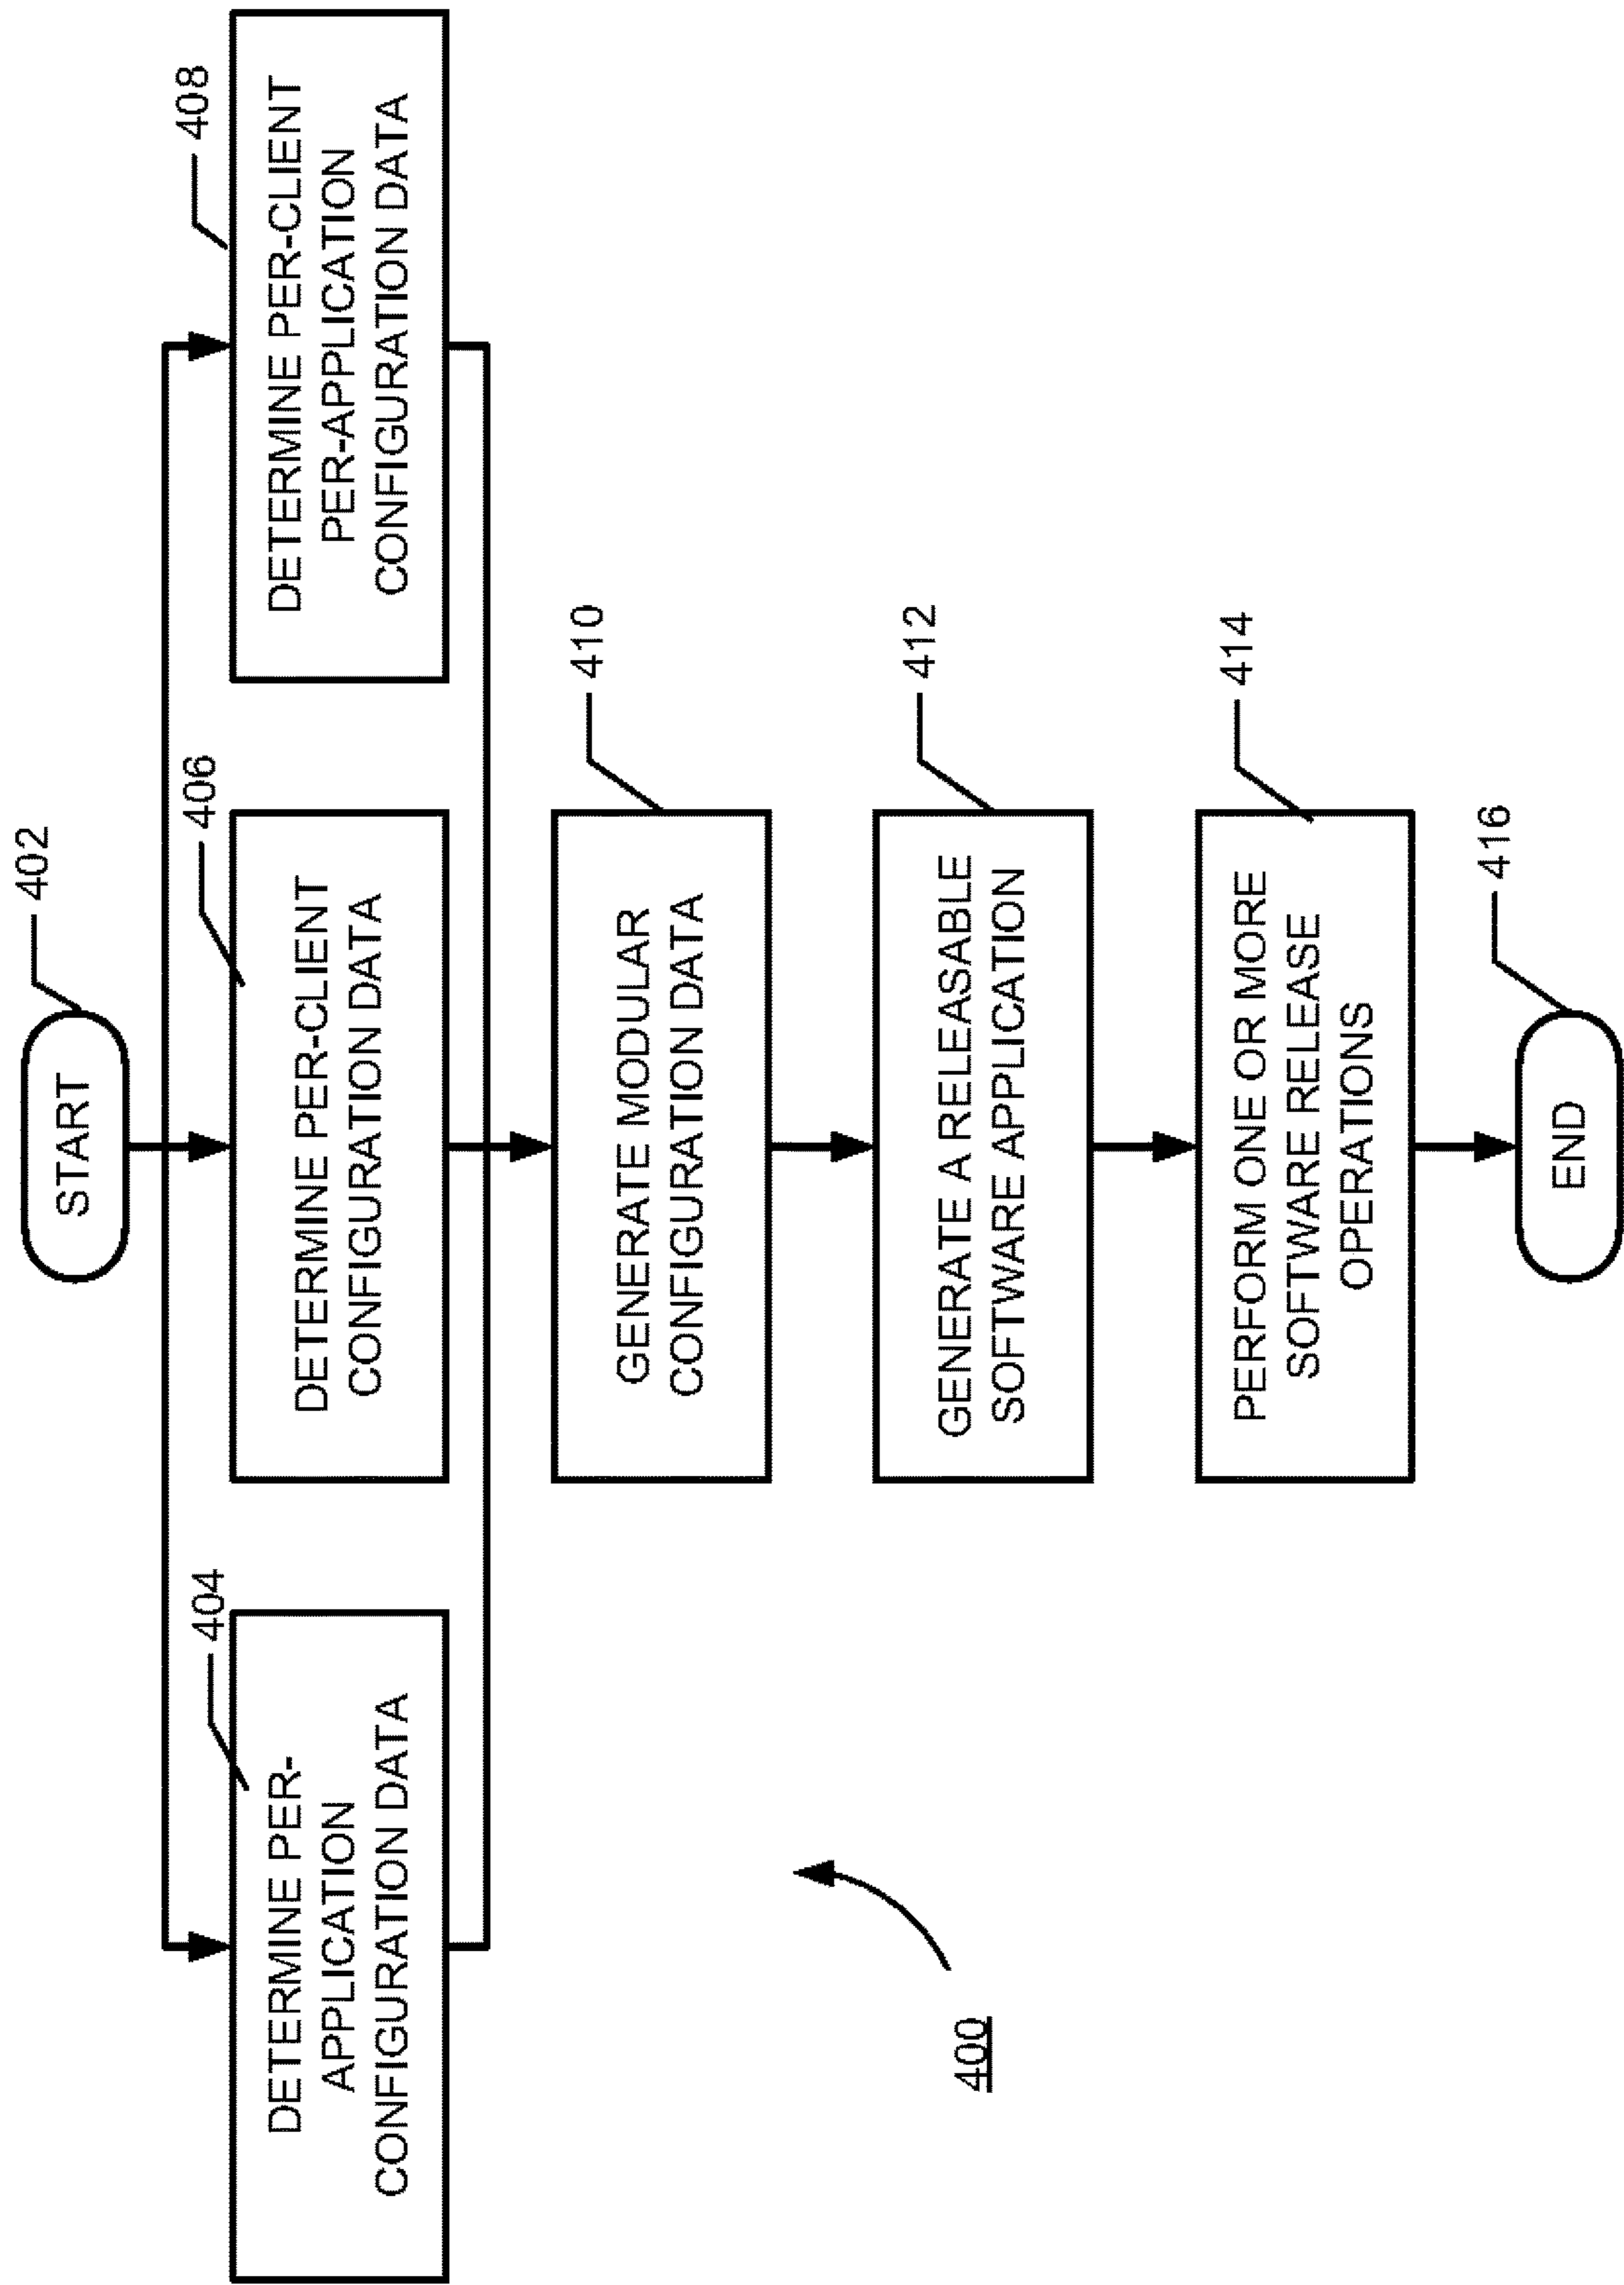 402
START
404
DETERMINE PER-
APPLICATION
CONFIGURATION DATA
406
DETERMINE PER-CLIENT
CONFIGURATION DATA
408
DETERMINE PER-CLIENT
PER-APPLICATION
CONFIGURATION DATA
410
GENERATE MODULAR
CONFIGURATION DATA
412
GENERATE A RELEASABLE
SOFTWARE APPLICATION
414
PERFORM ONE OR MORE
SOFTWARE RELEASE
OPERATIONS
416
END
400